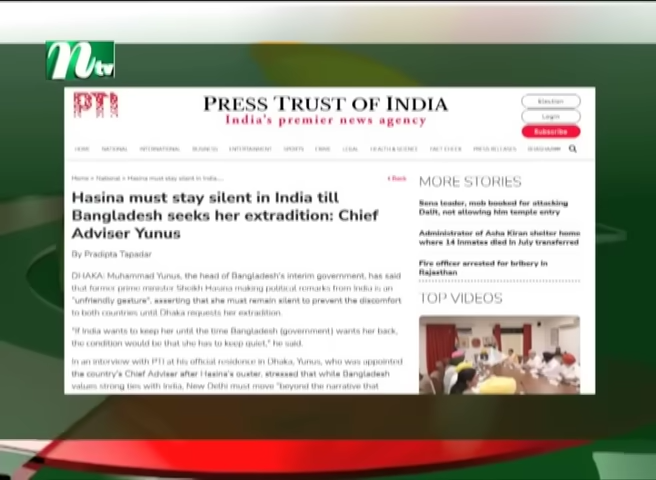 ntv
PTI
PRESS TRUST OF INDIA
India's premier news agency
Election
Login
Subscribe
HOME NATIONAL INTERNATIONAL BUSINESS ENTERTAINMENT SPORTS CRIME LEGAL HEALTH & SCIENCE FACT CHECK PRESS RELEASES
Home » National » Hasina must stay silent in India....
Back
Hasina must stay silent in India till
Bangladesh seeks her extradition: Chief
Adviser Yunus
By Pradipta Tapadar
DHAKA: Muhammad Yunus, the head of Bangladesh's interim government, has said
that former prime minister Sheikh Hasina making political remarks from India is an
"unfriendly gesture", asserting that she must remain silent to prevent the discomfort
to both countries until Dhaka requests her extradition.
"If India wants to keep her until the time Bangladesh (government) wants her back,
the condition would be that she has to keep quiet," he said.
In an interview with PTI at his official residence in Dhaka, Yunus, who was appointed
the country's Chief Adviser after Hasina's ouster, stressed that while Bangladesh
values strong ties with India, New Delhi must move "beyond the narrative that
MORE STORIES
Sena leader, mob booked for attacking
Dalit, not allowing him temple entry
Administrator of Asha Kiran shelter home
where 14 inmates died in July transferred
Fire officer arrested for bribery in
Rajasthan
TOP VIDEOS